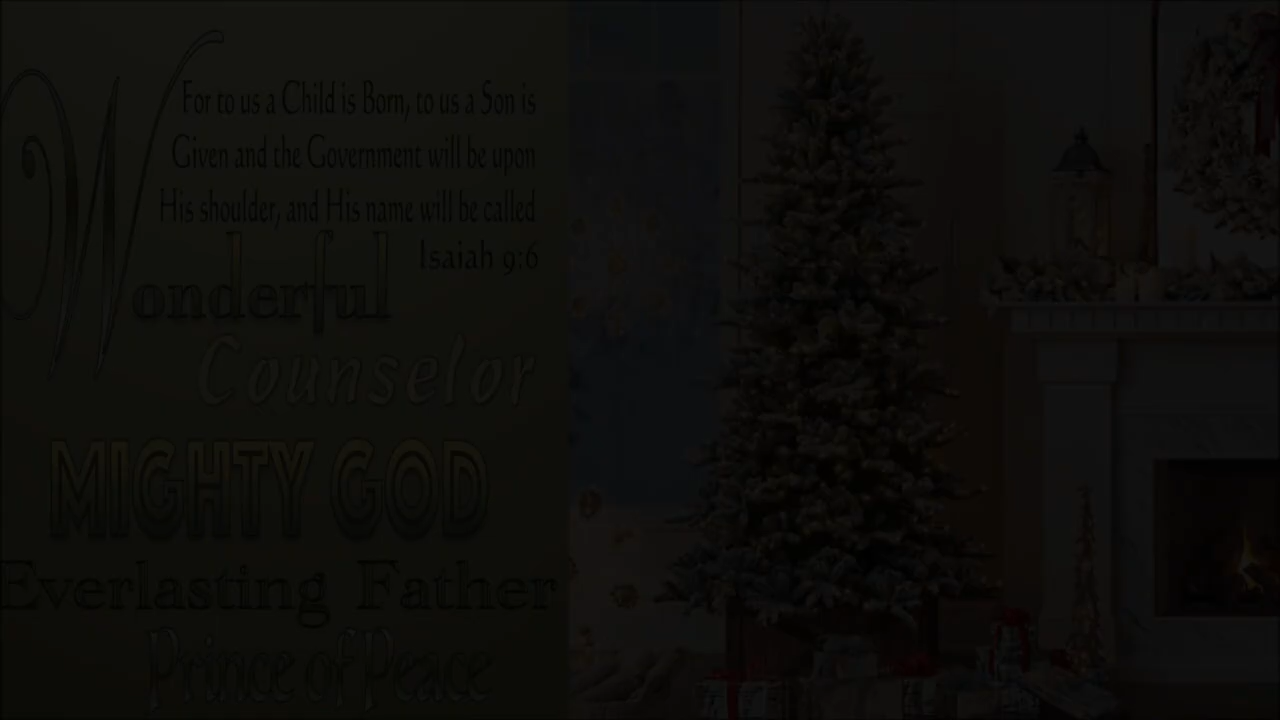 For to us a Child is Born, to us a Son is
Given and the Government will be upon
His shoulder, and His name will be called
Isaiah 9:6
Wonderful
Counselor
MIGHTY GOD
Everlasting Father
Prince of Peace